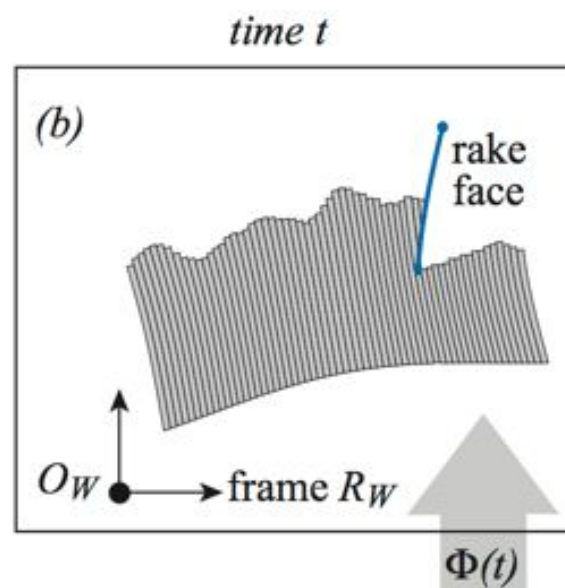 time t
(b)
rake
face
O_W
frame R_W
Φ(t)